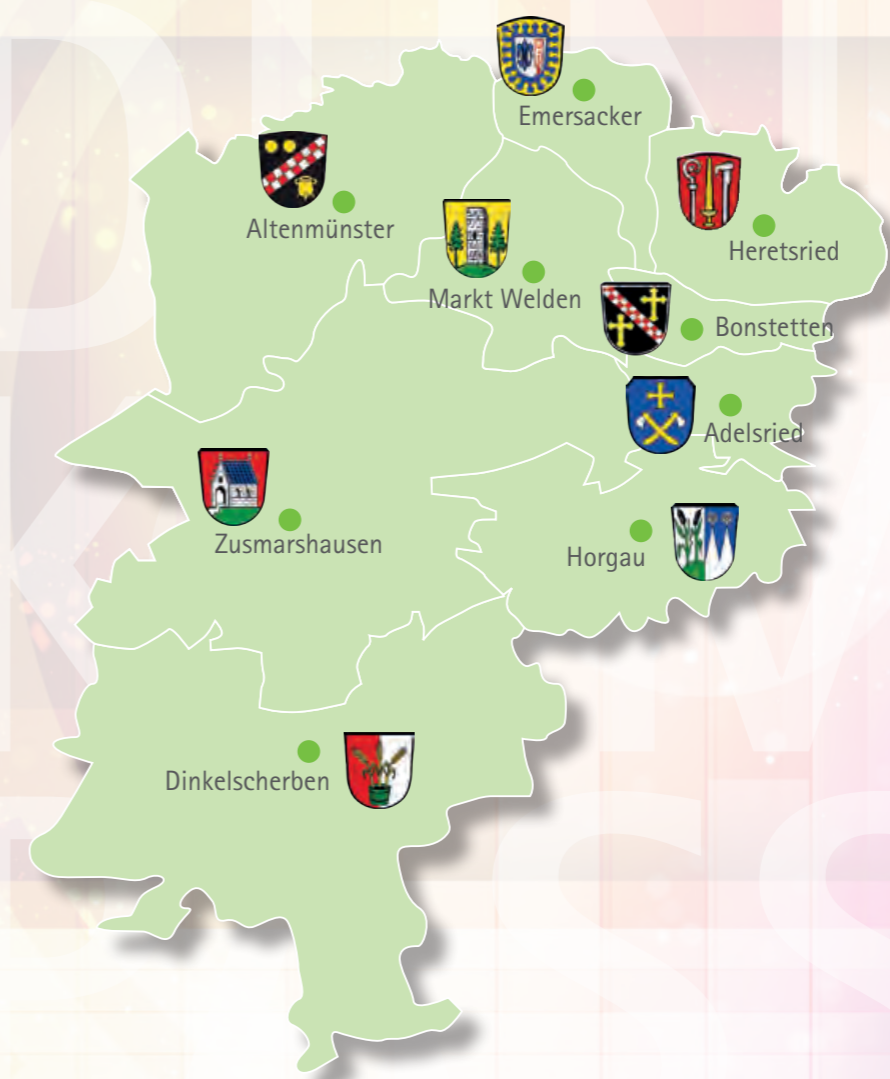 Emersacker
Altenmünster
Heretsried
Markt Welden
Bonstetten
Adelsried
Zusmarshausen
Horgau
Dinkelscherben